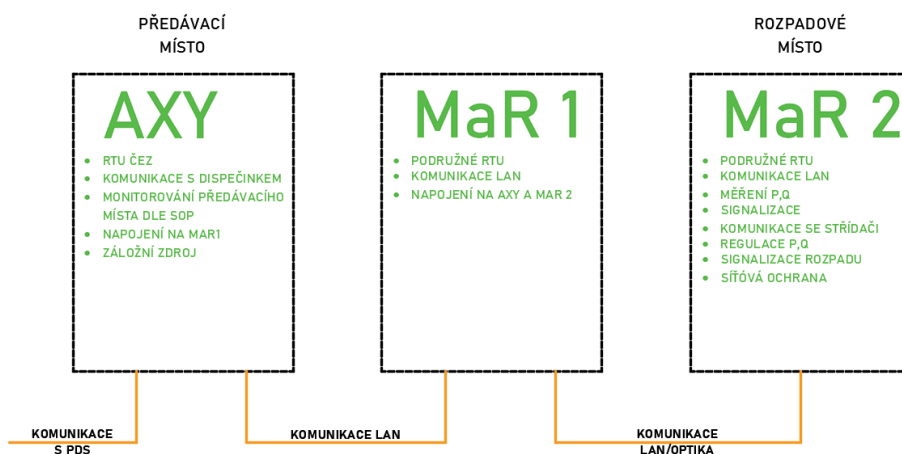 PŘEDÁVACÍ
MÍSTO
ROZPADOVÉ
MÍSTO
AXY
• RTU ČEZ
• KOMUNIKACE S DISPEČINKEM
• MONITOROVÁNÍ PŘEDÁVACÍHO
MÍSTA DLE SOP
• NAPOJENÍ NA MAR1
• ZÁLOŽNÍ ZDROJ
MaR 1
• PODRUŽNÉ RTU
• KOMUNIKACE LAN
• NAPOJENÍ NA AXY A MAR 2
MaR 2
• PODRUŽNÉ RTU
• KOMUNIKACE LAN
• MĚŘENÍ P,Q
• SIGNALIZACE
• KOMUNIKACE SE STŘÍDAČI
• REGULACE P,Q
• SIGNALIZACE ROZPADU
• SÍŤOVÁ OCHRANA
KOMUNIKACE
S PDS
KOMUNIKACE LAN
KOMUNIKACE
LAN/OPTIKA